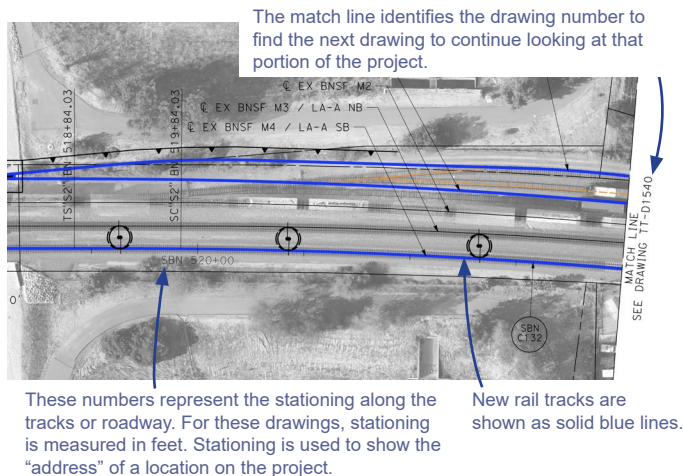 The match line identifies the drawing number to
find the next drawing to continue looking at that
portion of the project.
℄ EX BNSF M2
℄ EX BNSF M3 / LA-A NB
℄ EX BNSF M4 / LA-A SB
TS"S2" BN 518+84.03
SC"S2" BN 519+84.03
SBN 520+00
0'
SBN
C132
MATCH LINE
SEE DRAWING TT-D1540
These numbers represent the stationing along the
tracks or roadway. For these drawings, stationing
is measured in feet. Stationing is used to show the
“address” of a location on the project.
New rail tracks are
shown as solid blue lines.